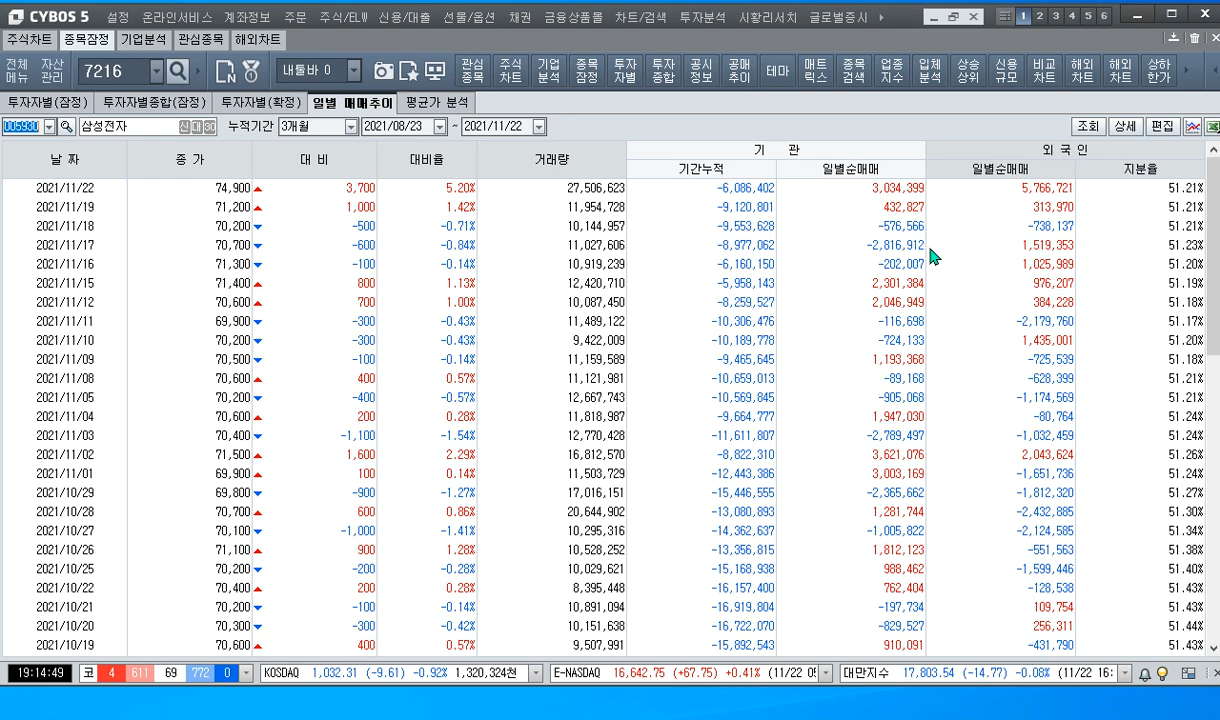 CYBOS 5 설정 온라인서비스 계좌정보 주문 주식/ELW 신용/대출 선물/옵션 채권 금융상품몰 차트/검색 투자분석 시황리서치 글로벌증시 1 2 3 4 5 6
주식차트 종목잠정 기업분석 관심종목 해외차트
전체메뉴 자산관리 7216 내툴바 0 관심종목 주식차트 기업분석 종목잠정 투자자별 투자종합 공시정보 공매추이 테마 매트릭스 종목검색 업종지수 입체분석 상승상위 신용규모 비교차트 해외차트 해외차트 상하한가
투자자별(잠정) 투자자별종합(잠정) 투자자별(확정) 일별 매매추이 평균가 분석
005930 삼성전자 신 대 30 누적기간 3개월 2021/08/23 ~ 2021/11/22 조회 상세 편집
날 짜 종 가 대 비 대비율 거래량 기 관 외 국 인
기간누적 일별순매매 일별순매매 지분율
2021/11/22 74,900 3,700 5.20% 27,506,623 -6,086,402 3,034,399 5,766,721 51.21%
2021/11/19 71,200 1,000 1.42% 11,954,728 -9,120,801 432,827 313,970 51.21%
2021/11/18 70,200 -500 -0.71% 10,144,957 -9,553,628 -576,566 -738,137 51.21%
2021/11/17 70,700 -600 -0.84% 11,027,606 -8,977,062 -2,816,912 1,519,353 51.23%
2021/11/16 71,300 -100 -0.14% 10,919,239 -6,160,150 -202,007 1,025,989 51.20%
2021/11/15 71,400 800 1.13% 12,420,710 -5,958,143 2,301,384 976,207 51.19%
2021/11/12 70,600 700 1.00% 10,087,450 -8,259,527 2,046,949 384,228 51.18%
2021/11/11 69,900 -300 -0.43% 11,489,122 -10,306,476 -116,698 -2,179,760 51.17%
2021/11/10 70,200 -300 -0.43% 9,422,009 -10,189,778 -724,133 1,435,001 51.20%
2021/11/09 70,500 -100 -0.14% 11,159,589 -9,465,645 1,193,368 -725,539 51.18%
2021/11/08 70,600 400 0.57% 11,121,981 -10,659,013 -89,168 -628,399 51.21%
2021/11/05 70,200 -400 -0.57% 12,667,743 -10,569,845 -905,068 -1,174,569 51.21%
2021/11/04 70,600 200 0.28% 11,818,987 -9,664,777 1,947,030 -80,764 51.24%
2021/11/03 70,400 -1,100 -1.54% 12,770,428 -11,611,807 -2,789,497 -1,032,459 51.24%
2021/11/02 71,500 1,600 2.29% 16,812,570 -8,822,310 3,621,076 2,043,624 51.26%
2021/11/01 69,900 100 0.14% 11,503,729 -12,443,386 3,003,169 -1,651,736 51.24%
2021/10/29 69,800 -900 -1.27% 17,016,151 -15,446,555 -2,365,662 -1,812,320 51.27%
2021/10/28 70,700 600 0.86% 20,644,902 -13,080,893 1,281,744 -2,432,885 51.30%
2021/10/27 70,100 -1,000 -1.41% 10,295,316 -14,362,637 -1,005,822 -2,124,585 51.34%
2021/10/26 71,100 900 1.28% 10,528,252 -13,356,815 1,812,123 -551,563 51.38%
2021/10/25 70,200 -200 -0.28% 10,029,621 -15,168,938 988,462 -1,599,446 51.40%
2021/10/22 70,400 200 0.28% 8,395,448 -16,157,400 762,404 -128,538 51.43%
2021/10/21 70,200 -100 -0.14% 10,891,094 -16,919,804 -197,734 109,754 51.43%
2021/10/20 70,300 -300 -0.42% 10,151,638 -16,722,070 -829,527 256,311 51.44%
2021/10/19 70,600 400 0.57% 9,507,991 -15,892,543 910,091 -431,790 51.43%
19:14:49 코 4 611 69 772 0 KOSDAQ 1,032.31 (-9.61) -0.92% 1,320,324천 E-NASDAQ 16,642.75 (+67.75) +0.41% (11/22 대만지수 17,803.54 (-14.77) -0.08% (11/22 16: